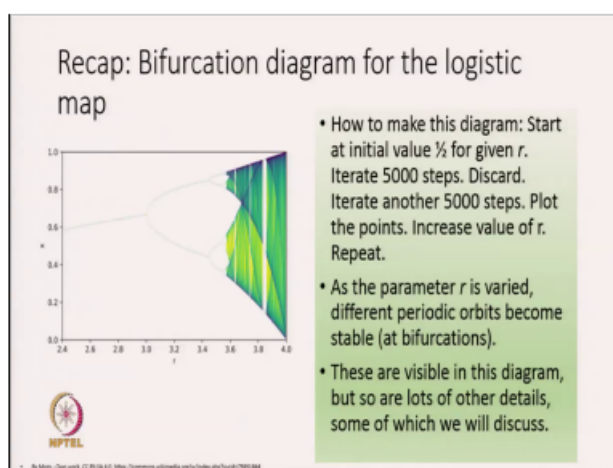 Recap: Bifurcation diagram for the logistic
map
• How to make this diagram: Start
at initial value ½ for given r.
Iterate 5000 steps. Discard.
Iterate another 5000 steps. Plot
the points. Increase value of r.
Repeat.
• As the parameter r is varied,
different periodic orbits become
stable (at bifurcations).
• These are visible in this diagram,
but so are lots of other details,
some of which we will discuss.
1.0
0.8
0.6
x
0.4
0.2
0.0
2.4 2.6 2.8 3.0 3.2 3.4 3.6 3.8 4.0
r
NPTEL